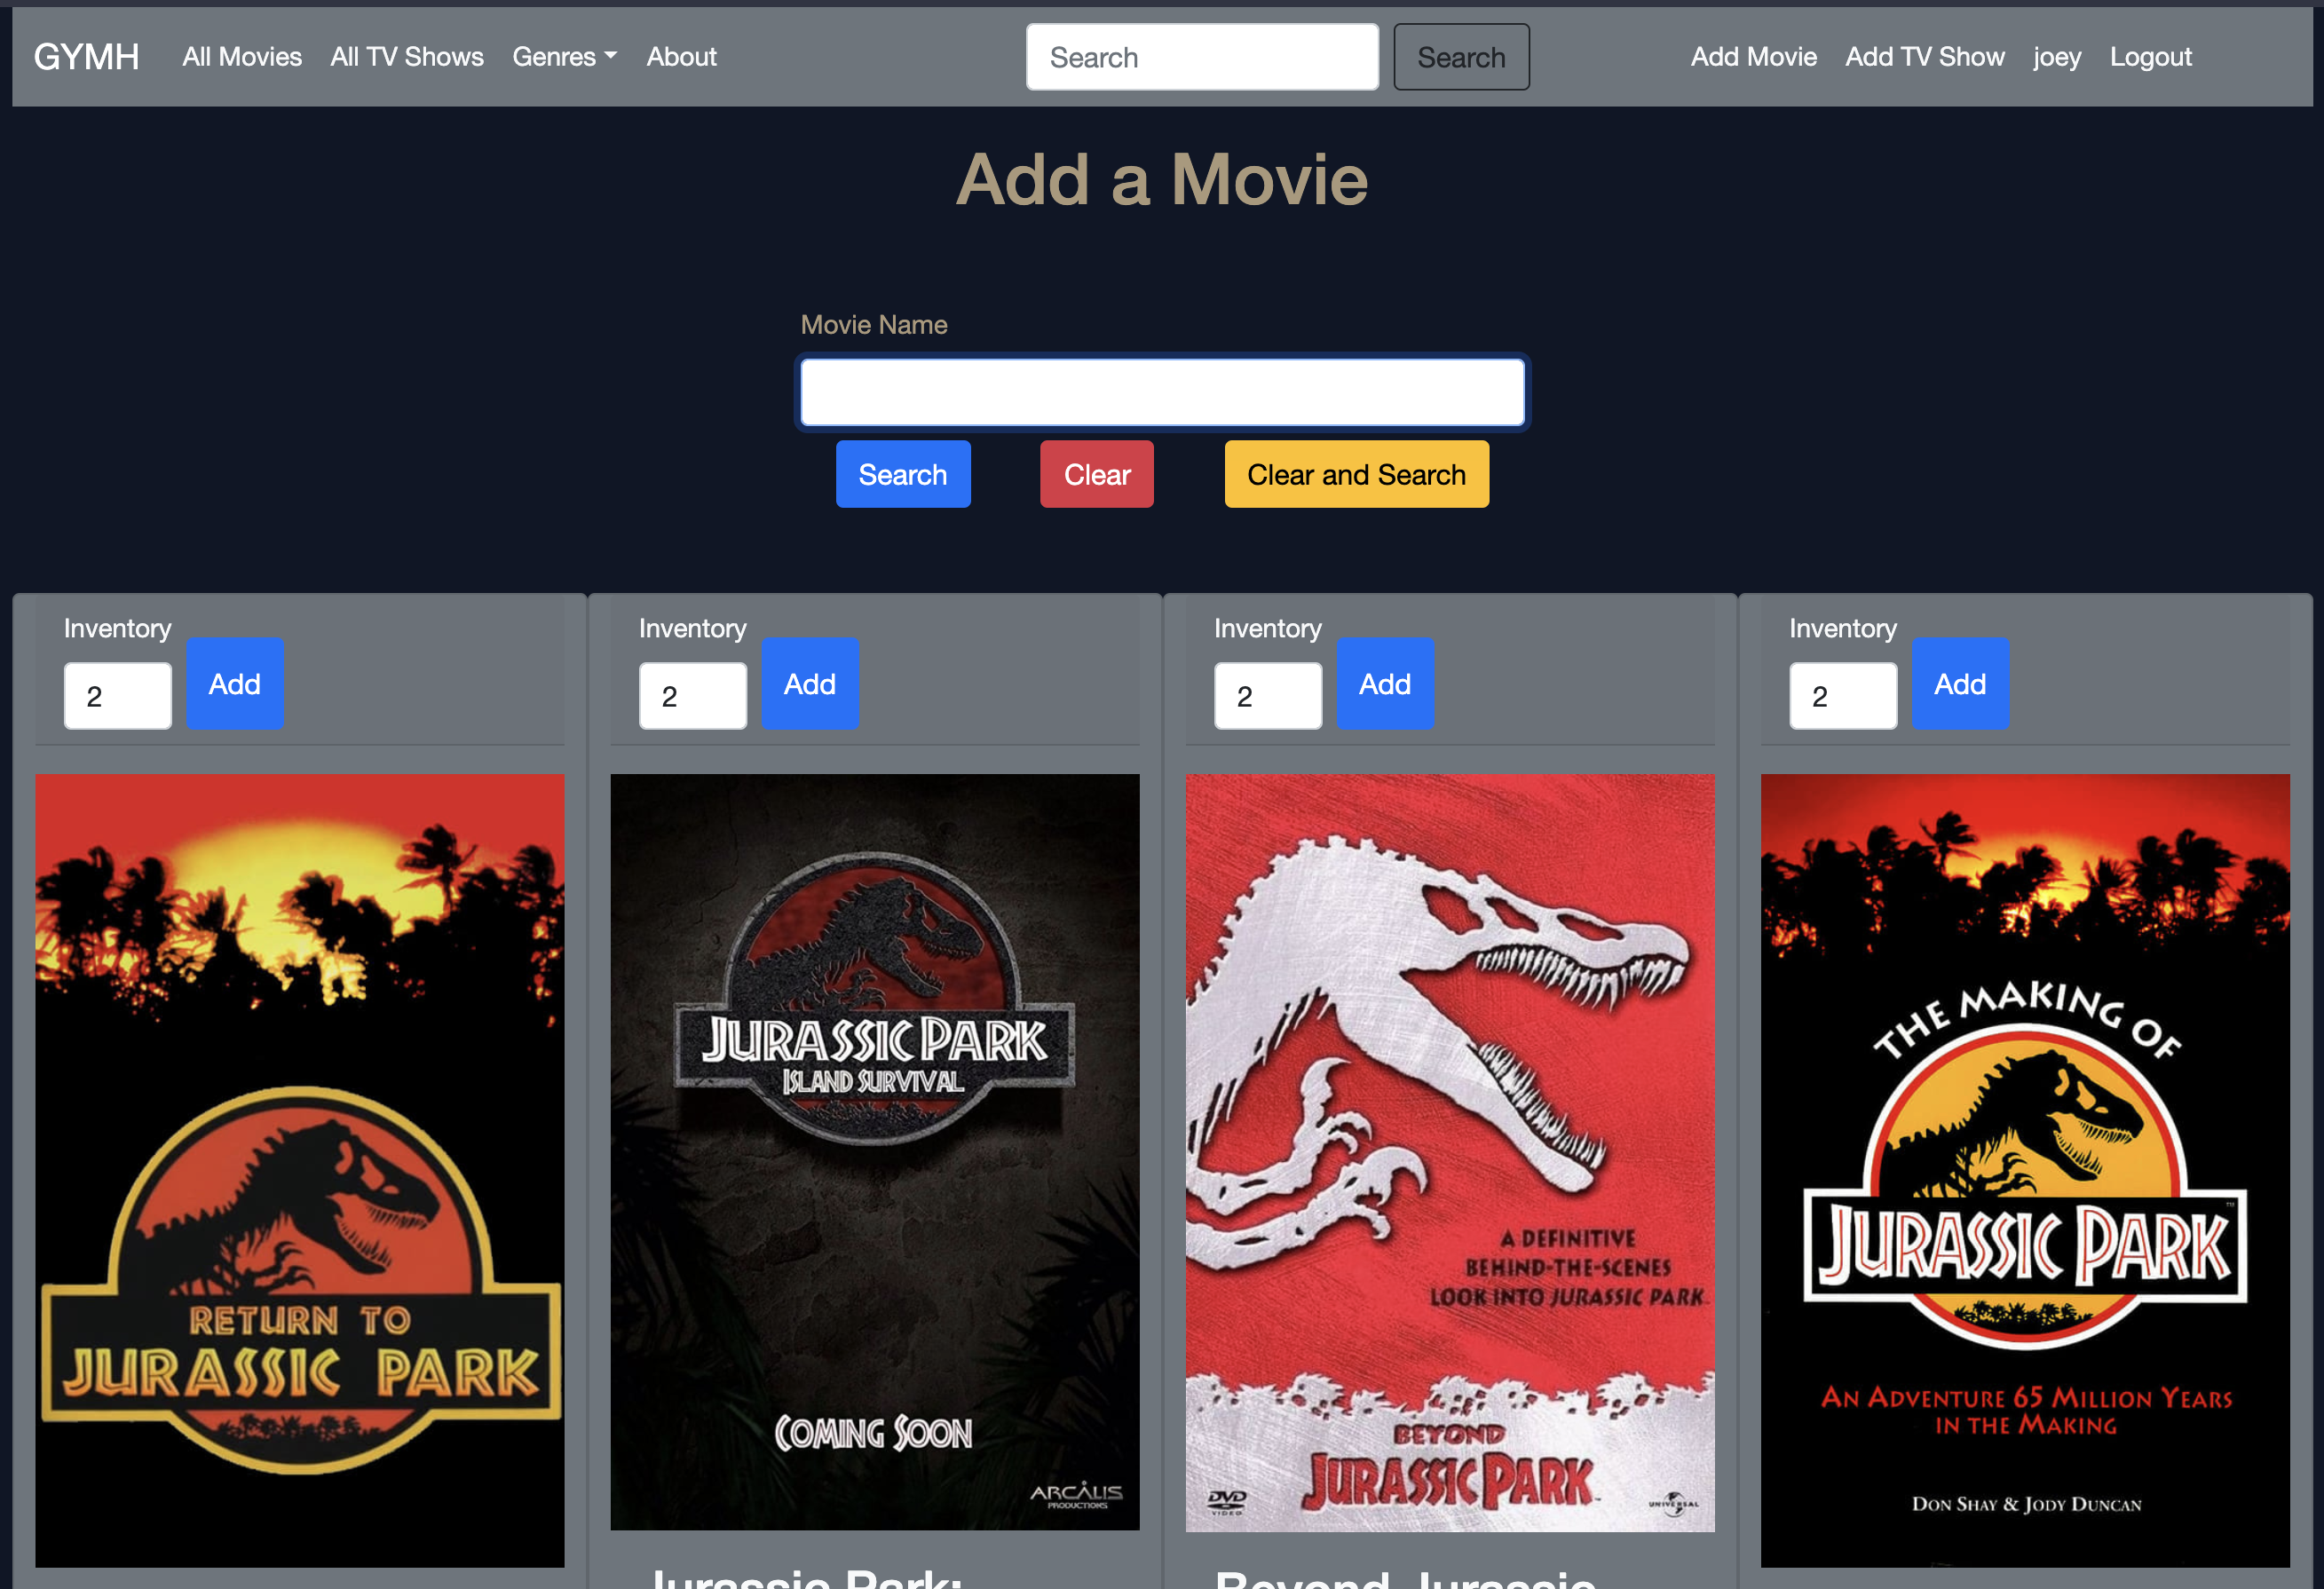 GYMH All Movies All TV Shows Genres About Search Search Add Movie Add TV Show joey Logout
Add a Movie
Movie Name
Search Clear Clear and Search
Inventory
2 Add
RETURN TO
JURASSIC PARK
Inventory
2 Add
JURASSIC PARK
ISLAND SURVIVAL
COMING SOON
ARCALIS
PRODUCTIONS
Jurassic Park:
Inventory
2 Add
A DEFINITIVE
BEHIND-THE-SCENES
LOOK INTO JURASSIC PARK
BEYOND
JURASSIC PARK
DVD
VIDEO
UNIVERSAL
Beyond Jurassic
Inventory
2 Add
THE MAKING OF
JURASSIC PARK™
AN ADVENTURE 65 MILLION YEARS
IN THE MAKING
DON SHAY & JODY DUNCAN